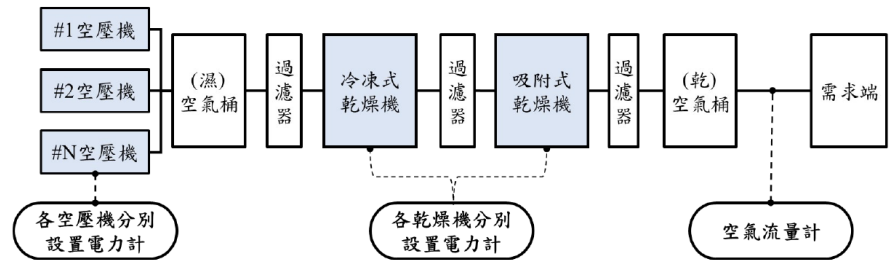 #1空壓機
#2空壓機
#N空壓機
(濕)
空氣桶
過
濾
器
冷凍式
乾燥機
過
濾
器
吸附式
乾燥機
過
濾
器
(乾)
空氣桶
需求端
各空壓機分別
設置電力計
各乾燥機分別
設置電力計
空氣流量計